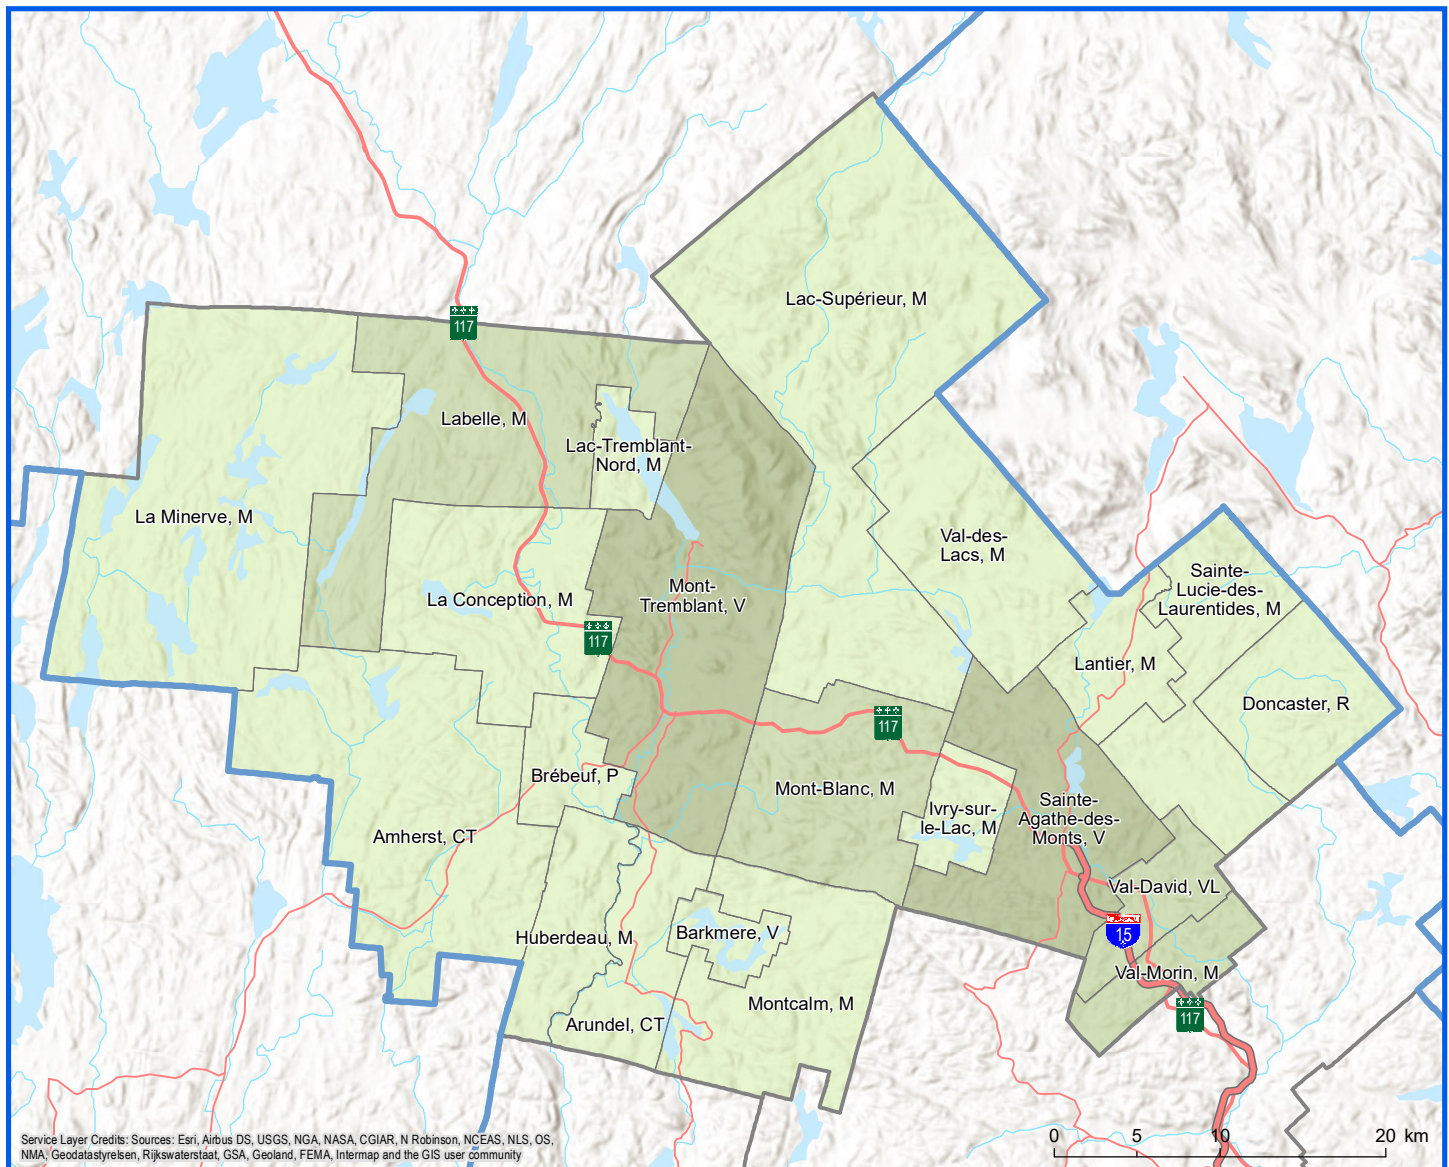 Lac-Supérieur, M
117
Labelle, M
Lac-Tremblant-
Nord, M
La Minerve, M
Val-des-
Lacs, M
Sainte-
Lucie-des-
Laurentides, M
Mont-
Tremblant, V
La Conception, M
117
Lantier, M
Doncaster, R
117
Brébeuf, P
Mont-Blanc, M
Ivry-sur-
le-Lac, M
Sainte-
Agathe-des-
Monts, V
Amherst, CT
Val-David, VL
Huberdeau, M
Barkmere, V
15
Val-Morin, M
Montcalm, M
117
Arundel, CT
0 5 10 20 km
Service Layer Credits: Sources: Esri, Airbus DS, USGS, NGA, NASA, CGIAR, N Robinson, NCEAS, NLS, OS,
NMA, Geodatastyrelsen, Rijkswaterstaat, GSA, Geoland, FEMA, Intermap and the GIS user community